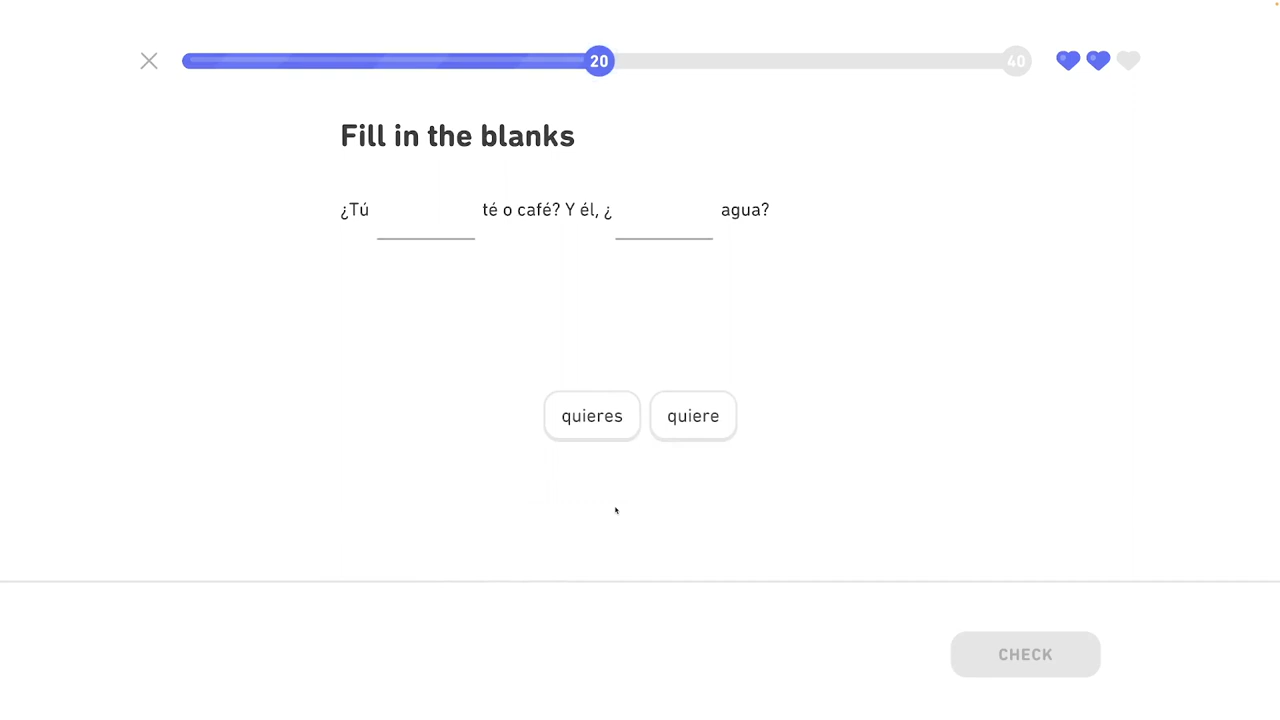 20
40
Fill in the blanks
¿Tú té o café? Y él, ¿ agua?
quieres quiere
CHECK